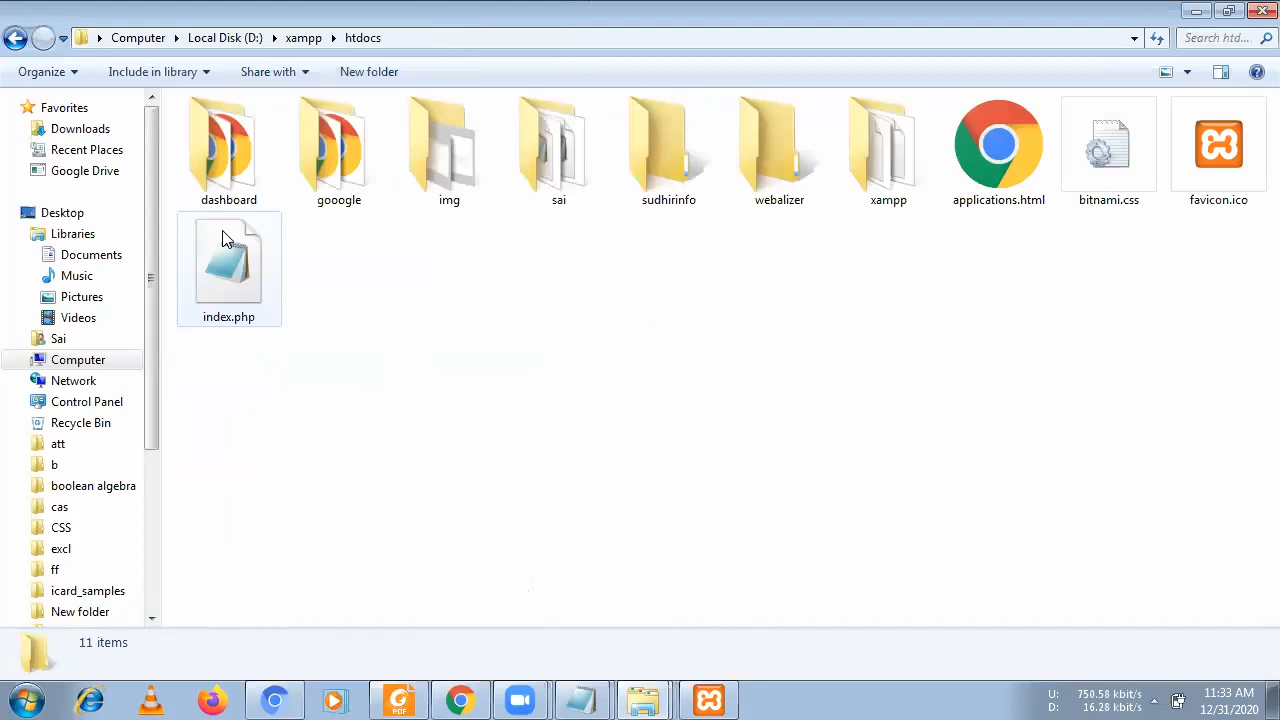 Computer
Local Disk (D:)
xampp
htdocs
Search htd...
Organize
Include in library
Share with
New folder
Favorites
Downloads
Recent Places
Google Drive
Desktop
Libraries
Documents
Music
Pictures
Videos
Sai
Computer
Network
Control Panel
Recycle Bin
att
b
boolean algebra
cas
CSS
excl
ff
icard_samples
New folder
dashboard
gooogle
img
sai
sudhirinfo
webalizer
xampp
applications.html
bitnami.css
favicon.ico
index.php
11 items
PDF
U: 750.58 kbit/s
D: 16.28 kbit/s
11:33 AM
12/31/2020